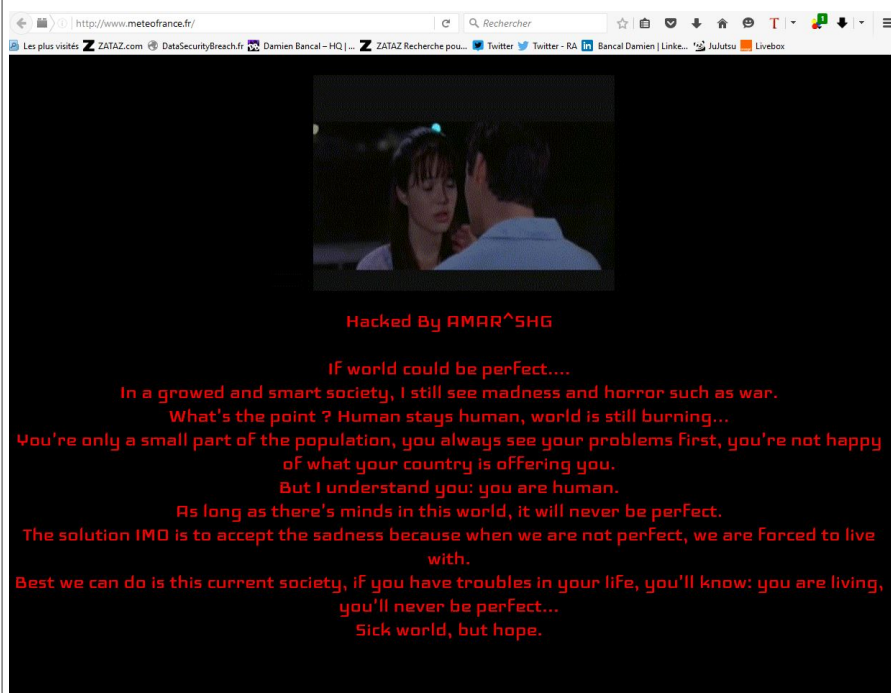 http://www.meteofrance.fr/
Rechercher
1
T
Les plus visités Z ZATAZ.com DataSecurityBreach.fr HQ Damien Bancal – HQ | ... Z ZATAZ Recherche pou... Twitter Twitter - RA in Bancal Damien | Linke... JuJutsu Livebox
Hacked By AMAR^SHG
If world could be perfect....
In a growed and smart society, I still see madness and horror such as war.
What's the point ? Human stays human, world is still burning...
You're only a small part of the population, you always see your problems first, you're not happy
of what your country is offering you.
But I understand you: you are human.
As long as there's minds in this world, it will never be perfect.
The solution IMO is to accept the sadness because when we are not perfect, we are forced to live
with.
Best we can do is this current society, if you have troubles in your life, you'll know: you are living,
you'll never be perfect...
Sick world, but hope.